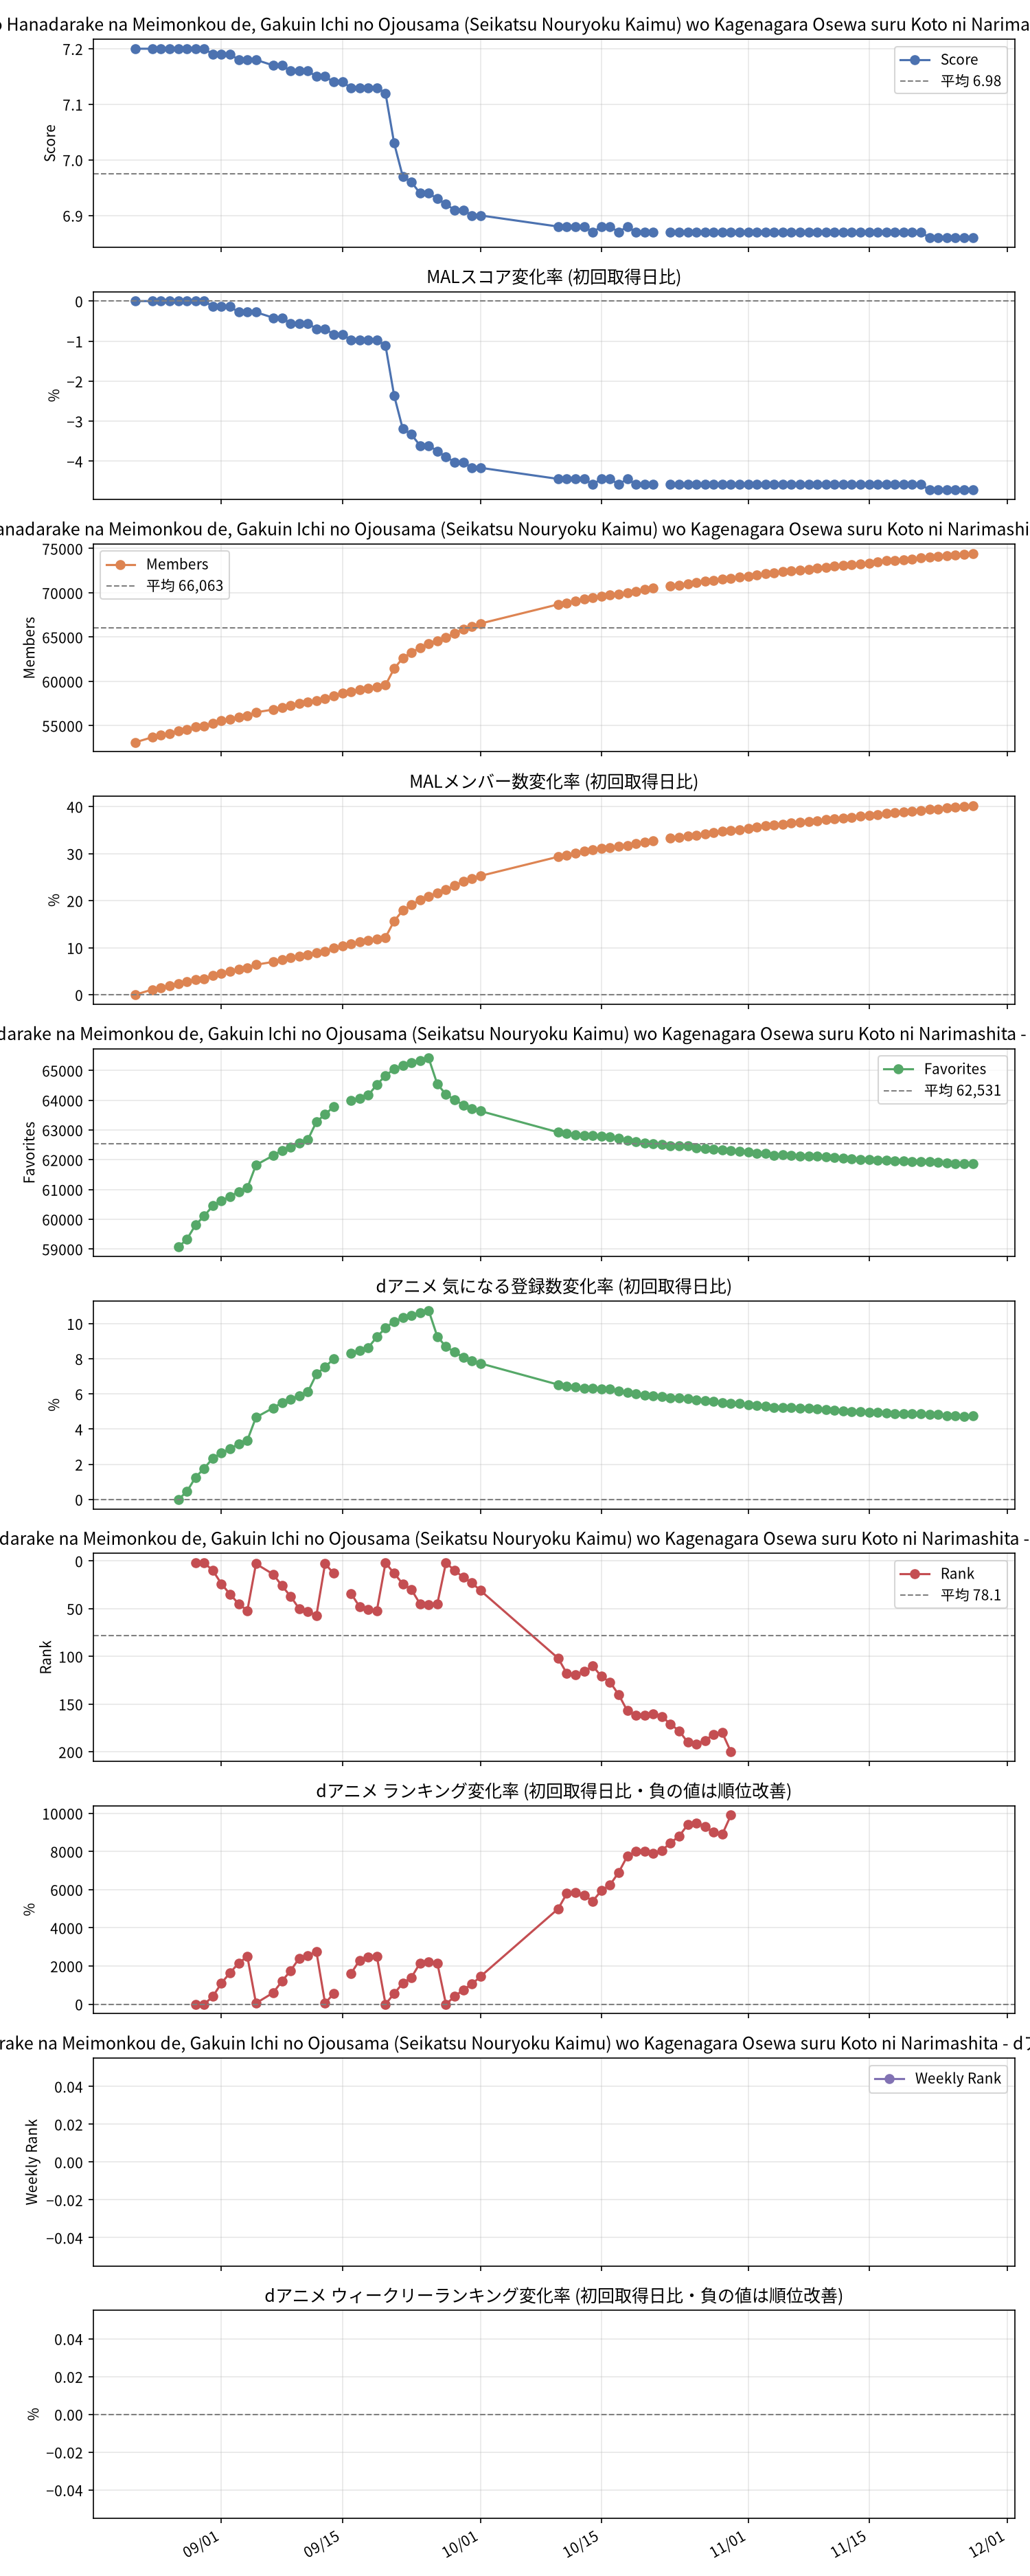 Hanadarake na Meimonkou de, Gakuin Ichi no Ojousama (Seikatsu Nouryoku Kaimu) wo Kagenagara Osewa suru Koto ni Narima
7.2
7.1
7.0
6.9
Score
Score
平均 6.98
MALスコア変化率 (初回取得日比)
0
−1
−2
−3
−4
%
anadarake na Meimonkou de, Gakuin Ichi no Ojousama (Seikatsu Nouryoku Kaimu) wo Kagenagara Osewa suru Koto ni Narimashi
75000
70000
65000
60000
55000
Members
Members
平均 66,063
MALメンバー数変化率 (初回取得日比)
40
30
20
10
0
%
darake na Meimonkou de, Gakuin Ichi no Ojousama (Seikatsu Nouryoku Kaimu) wo Kagenagara Osewa suru Koto ni Narimashita -
65000
64000
63000
62000
61000
60000
59000
Favorites
Favorites
平均 62,531
dアニメ 気になる登録数変化率 (初回取得日比)
10
8
6
4
2
0
%
darake na Meimonkou de, Gakuin Ichi no Ojousama (Seikatsu Nouryoku Kaimu) wo Kagenagara Osewa suru Koto ni Narimashita -
0
50
100
150
200
Rank
Rank
平均 78.1
dアニメ ランキング変化率 (初回取得日比・負の値は順位改善)
10000
8000
6000
4000
2000
0
%
rake na Meimonkou de, Gakuin Ichi no Ojousama (Seikatsu Nouryoku Kaimu) wo Kagenagara Osewa suru Koto ni Narimashita - d
0.04
0.02
0.00
−0.02
−0.04
Weekly Rank
Weekly Rank
dアニメ ウィークリーランキング変化率 (初回取得日比・負の値は順位改善)
0.04
0.02
0.00
−0.02
−0.04
%
09/01
09/15
10/01
10/15
11/01
11/15
12/01